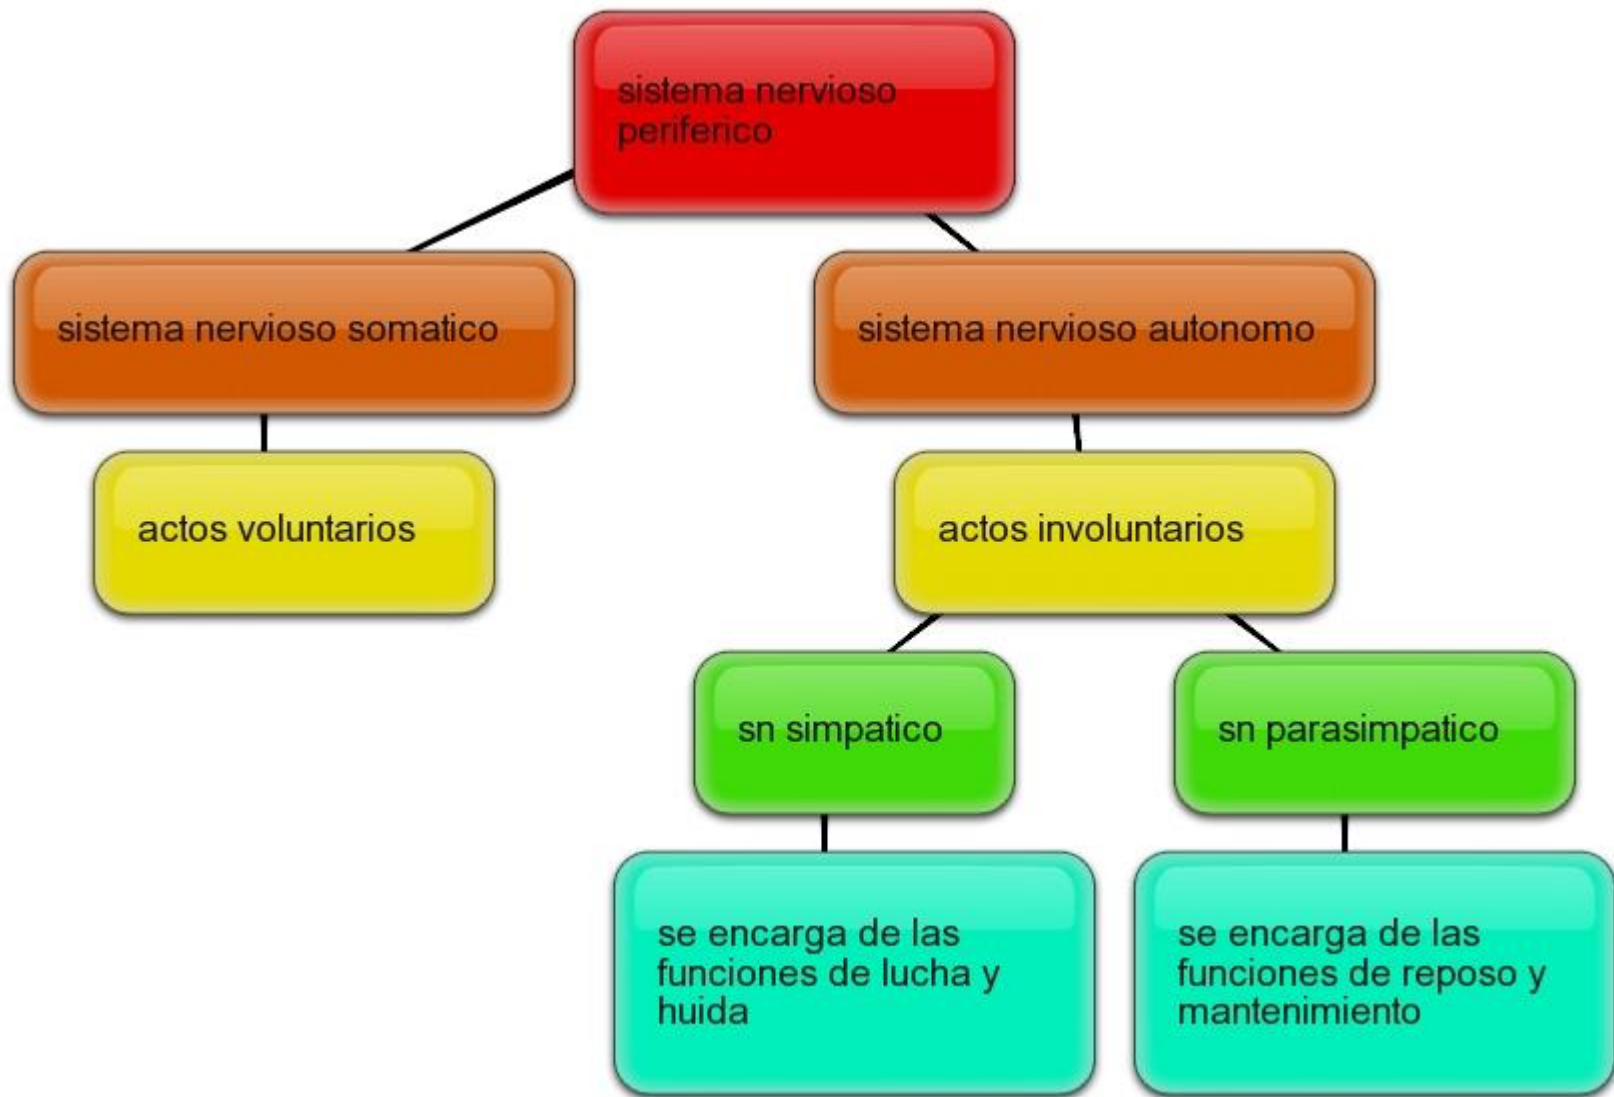 sistema nervioso
periferico
sistema nervioso somatico
sistema nervioso autonomo
actos voluntarios
actos involuntarios
sn simpatico
sn parasimpatico
se encarga de las
funciones de lucha y
huida
se encarga de las
funciones de reposo y
mantenimiento